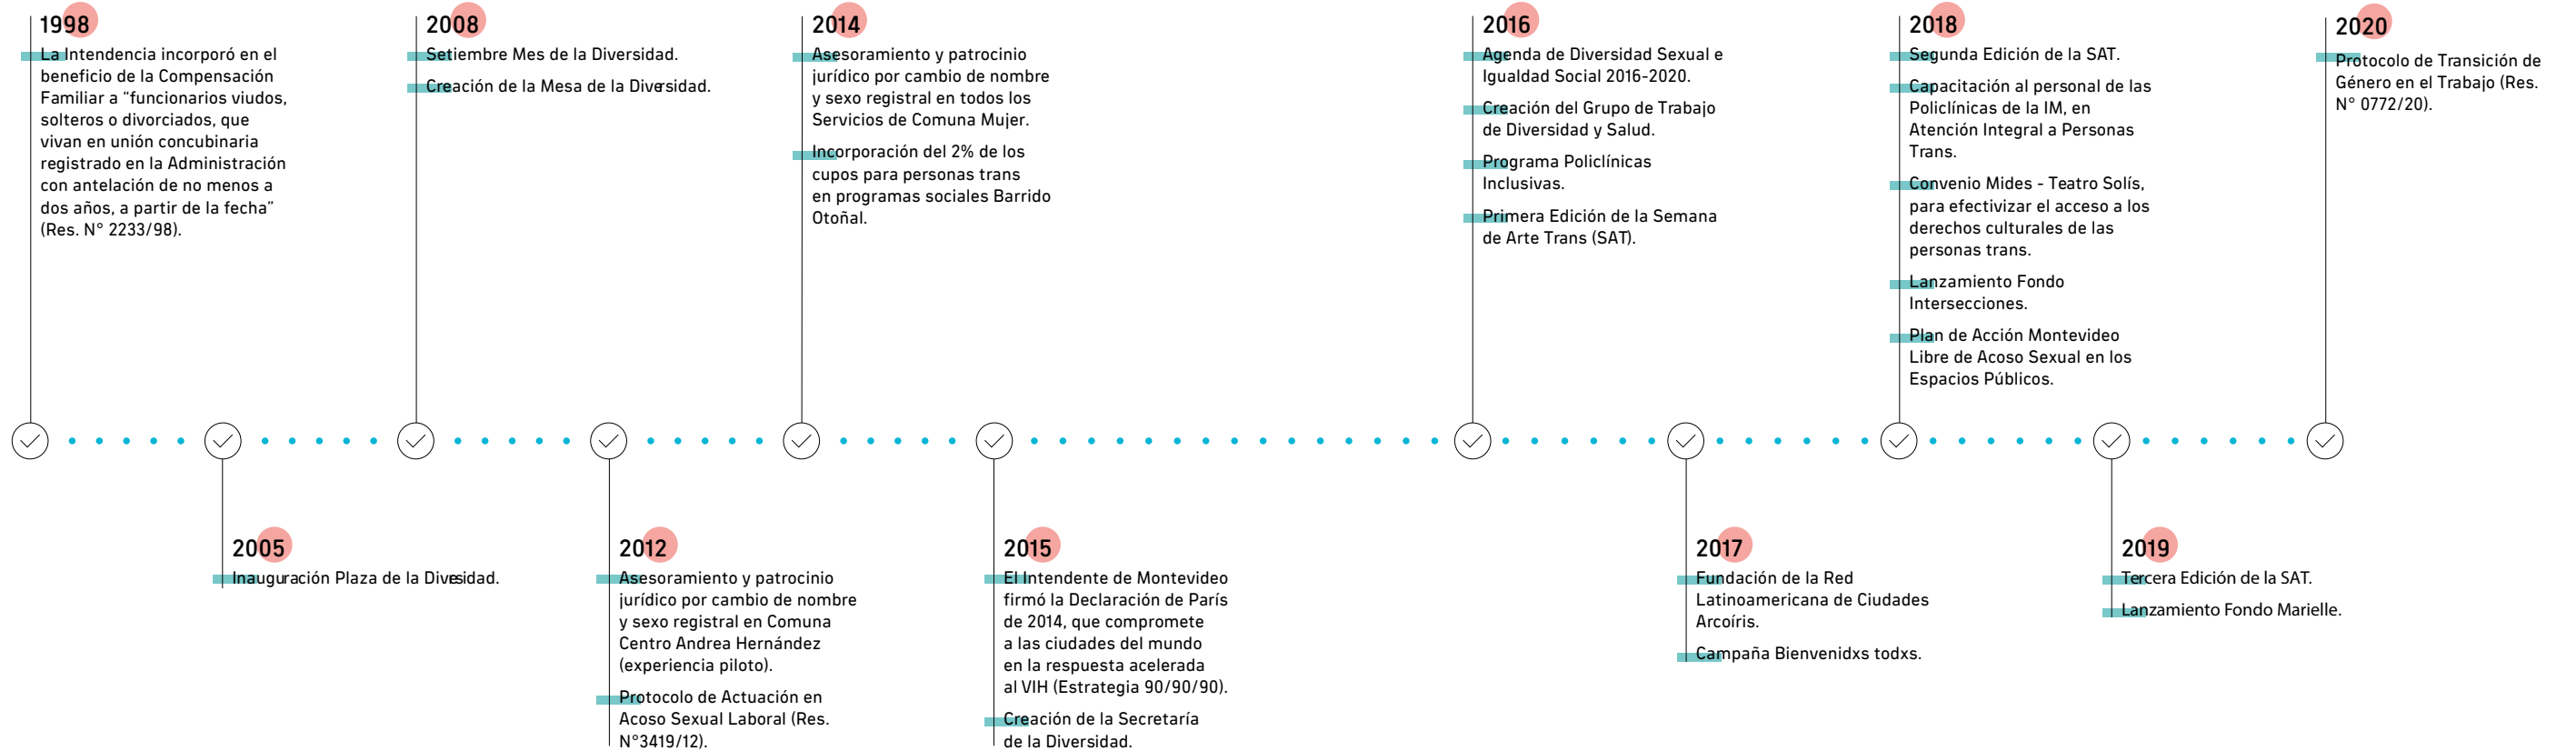 1998
La Intendencia incorporó en el
beneficio de la Compensación
Familiar a “funcionarios viudos,
solteros o divorciados, que
vivan en unión concubinaria
registrado en la Administración
con antelación de no menos a
dos años, a partir de la fecha”
(Res. N° 2233/98).
2005
Inauguración Plaza de la Diversidad.
2008
Setiembre Mes de la Diversidad.
Creación de la Mesa de la Diversidad.
2012
Asesoramiento y patrocinio
jurídico por cambio de nombre
y sexo registral en Comuna
Centro Andrea Hernández
(experiencia piloto).
Protocolo de Actuación en
Acoso Sexual Laboral (Res.
N°3419/12).
2014
Asesoramiento y patrocinio
jurídico por cambio de nombre
y sexo registral en todos los
Servicios de Comuna Mujer.
Incorporación del 2% de los
cupos para personas trans
en programas sociales Barrido
Otoñal.
2015
El Intendente de Montevideo
firmó la Declaración de París
de 2014, que compromete
a las ciudades del mundo
en la respuesta acelerada
al VIH (Estrategia 90/90/90).
Creación de la Secretaría
de la Diversidad.
2016
Agenda de Diversidad Sexual e
Igualdad Social 2016-2020.
Creación del Grupo de Trabajo
de Diversidad y Salud.
Programa Policlínicas
Inclusivas.
Primera Edición de la Semana
de Arte Trans (SAT).
2017
Fundación de la Red
Latinoamericana de Ciudades
Arcoíris.
Campaña Bienvenidxs todxs.
2018
Segunda Edición de la SAT.
Capacitación al personal de las
Policlínicas de la IM, en
Atención Integral a Personas
Trans.
Convenio Mides - Teatro Solís,
para efectivizar el acceso a los
derechos culturales de las
personas trans.
Lanzamiento Fondo
Intersecciones.
Plan de Acción Montevideo
Libre de Acoso Sexual en los
Espacios Públicos.
2019
Tercera Edición de la SAT.
Lanzamiento Fondo Marielle.
2020
Protocolo de Transición de
Género en el Trabajo (Res.
N° 0772/20).